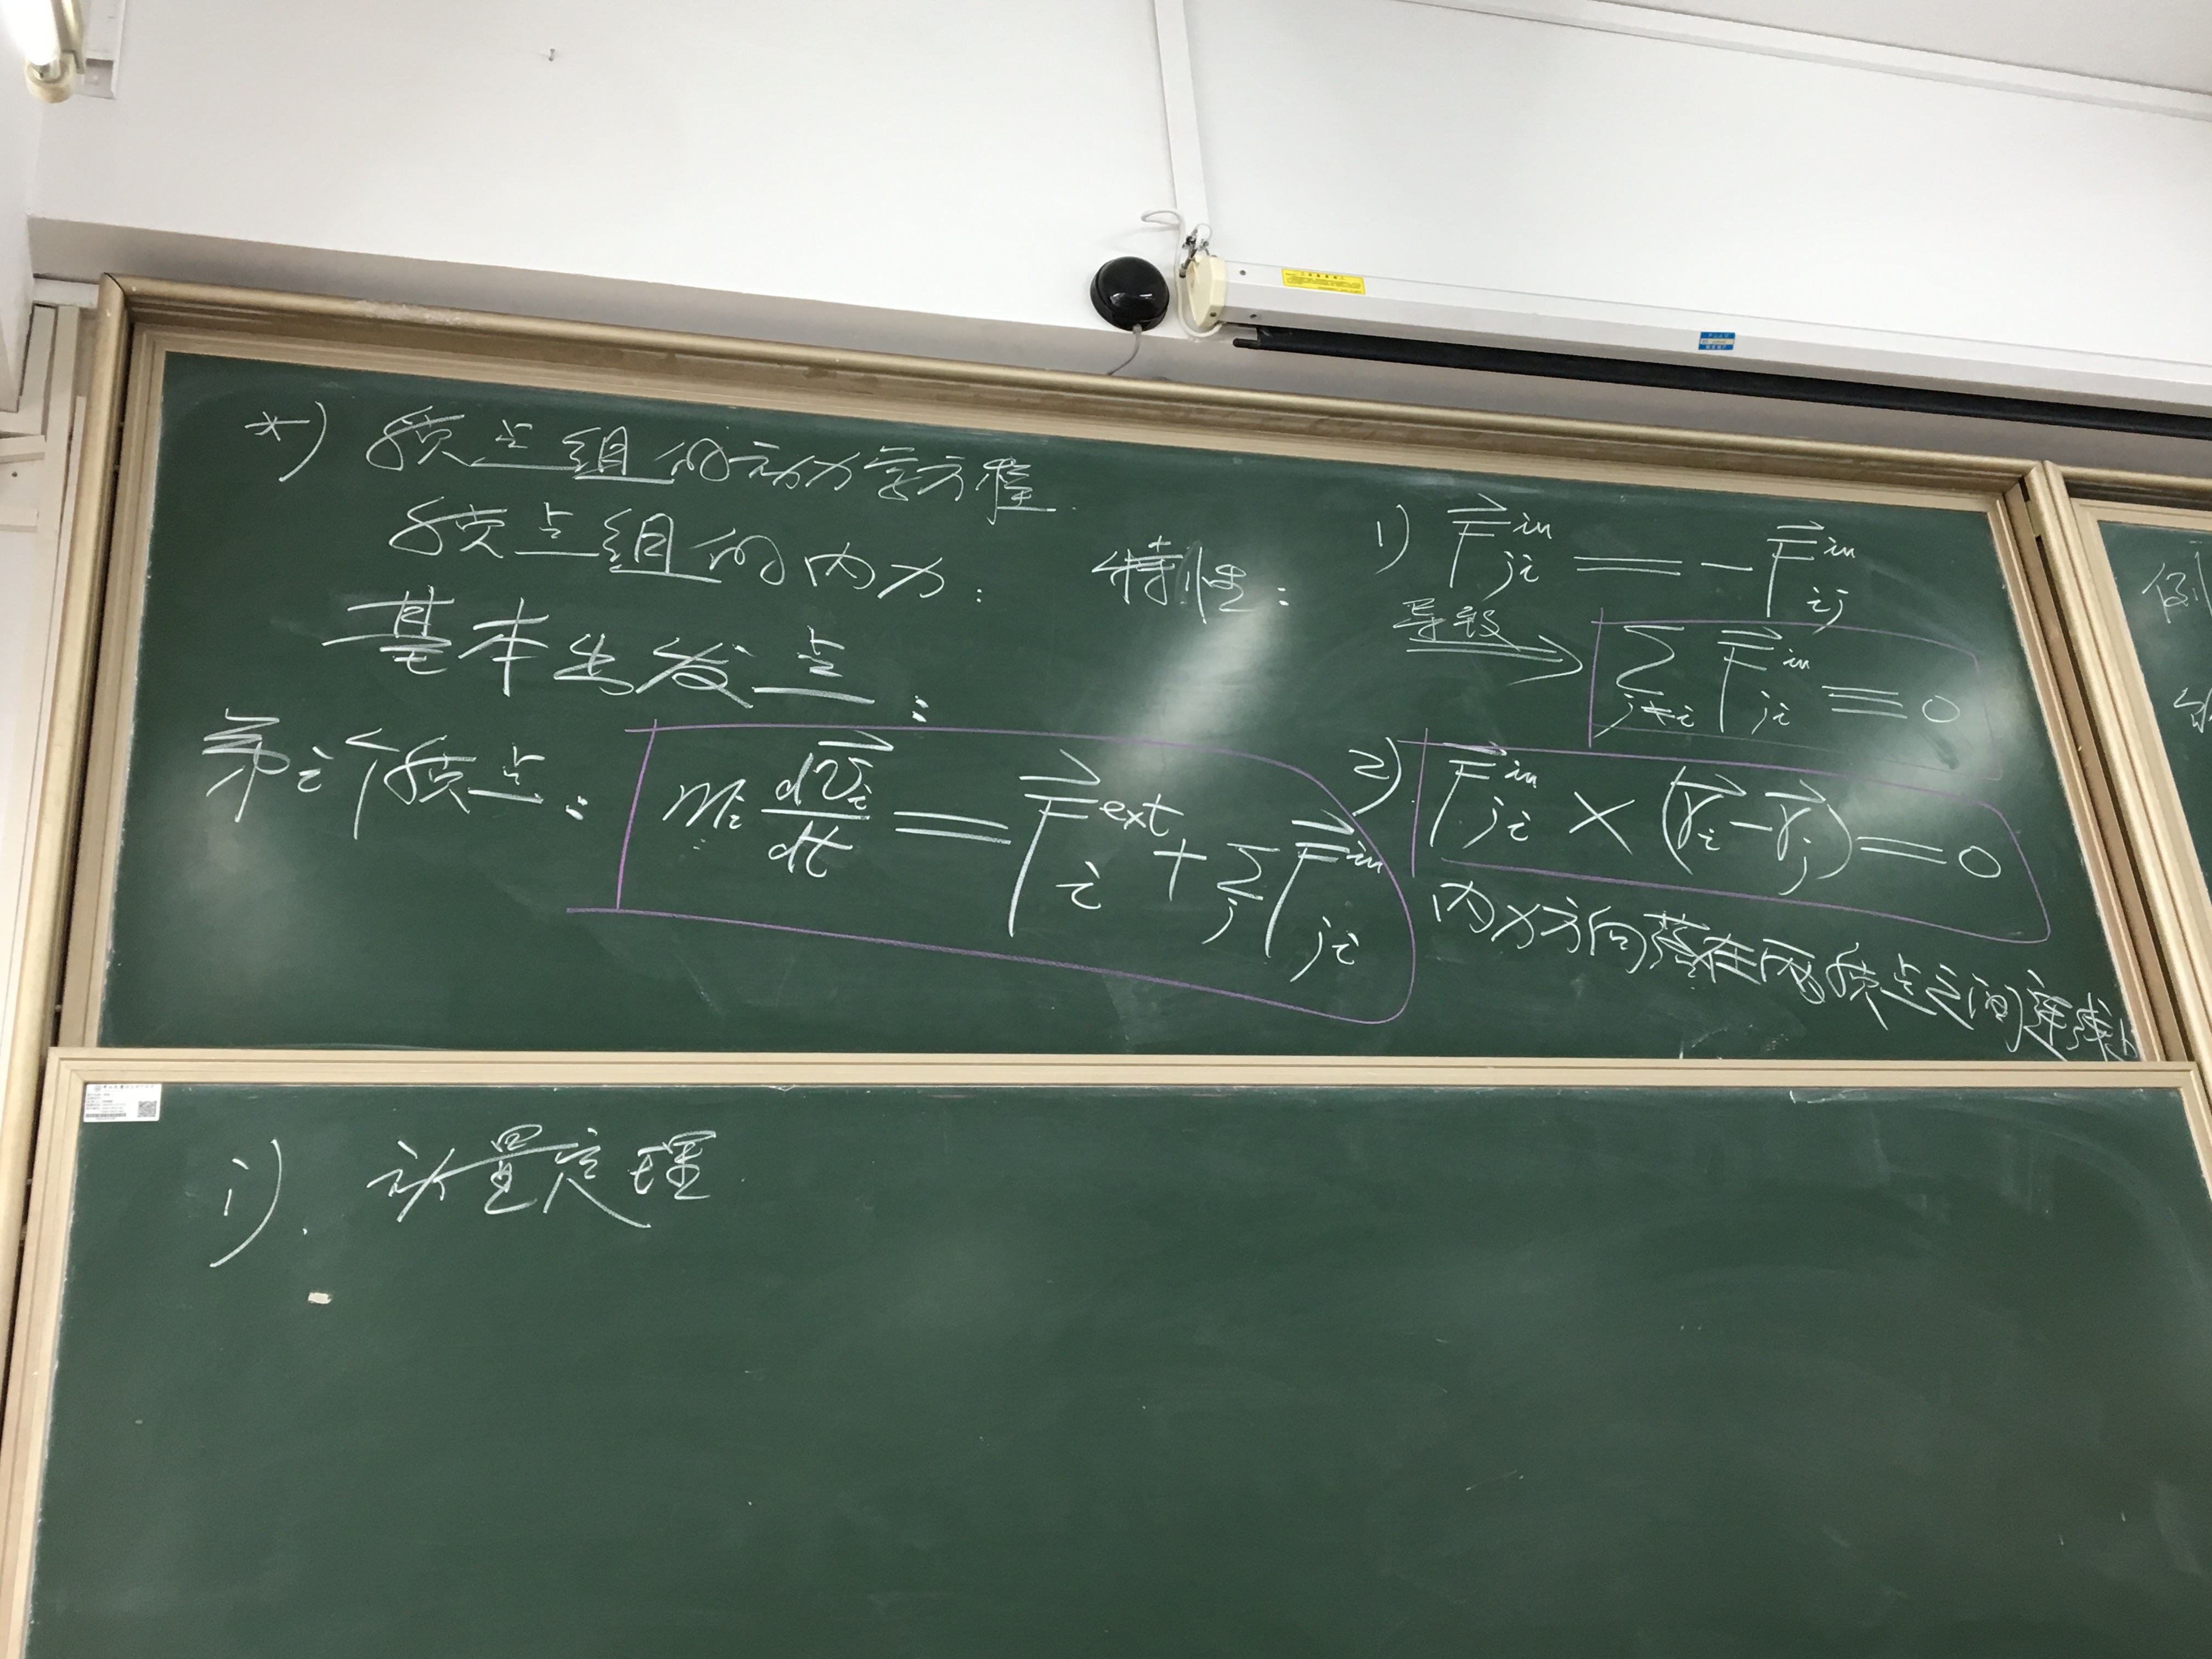 *) 质点组的动力学方程.
质点组的内力: 特性:
1) $\vec{F}_{ji}^{in} = -\vec{F}_{ij}^{in}$
导致 ⟹ $\sum_{j \neq i} \vec{F}_{ji}^{in} \equiv 0$
基本出发点:
第i个质点: $m_i \frac{d\vec{v}_i}{dt} = \vec{F}_i^{ext} + \sum_j \vec{F}_{ji}^{in}$
2) $\vec{F}_{ji}^{in} \times (\vec{r}_i - \vec{r}_j) = 0$
内力方向落在两质点之间连线
i). 动量定理
例